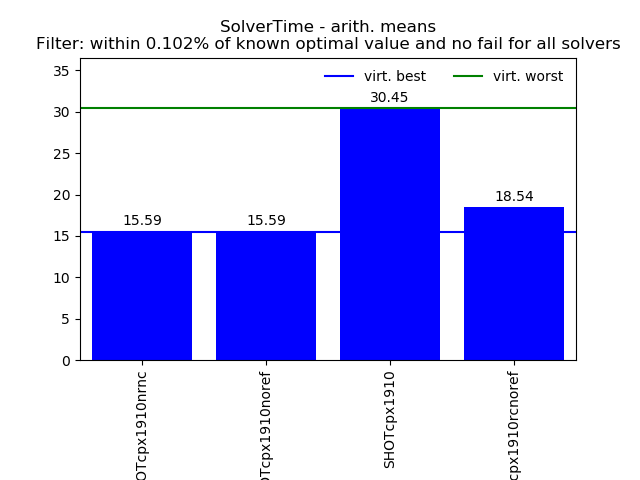 SolverTime - arith. means
Filter: within 0.102% of known optimal value and no fail for all solvers
virt. best
virt. worst
35
30
25
20
15
10
5
0
15.59
15.59
30.45
18.54
OTcpx1910nrnc
OTcpx1910noref
SHOTcpx1910
cpx1910rcnoref